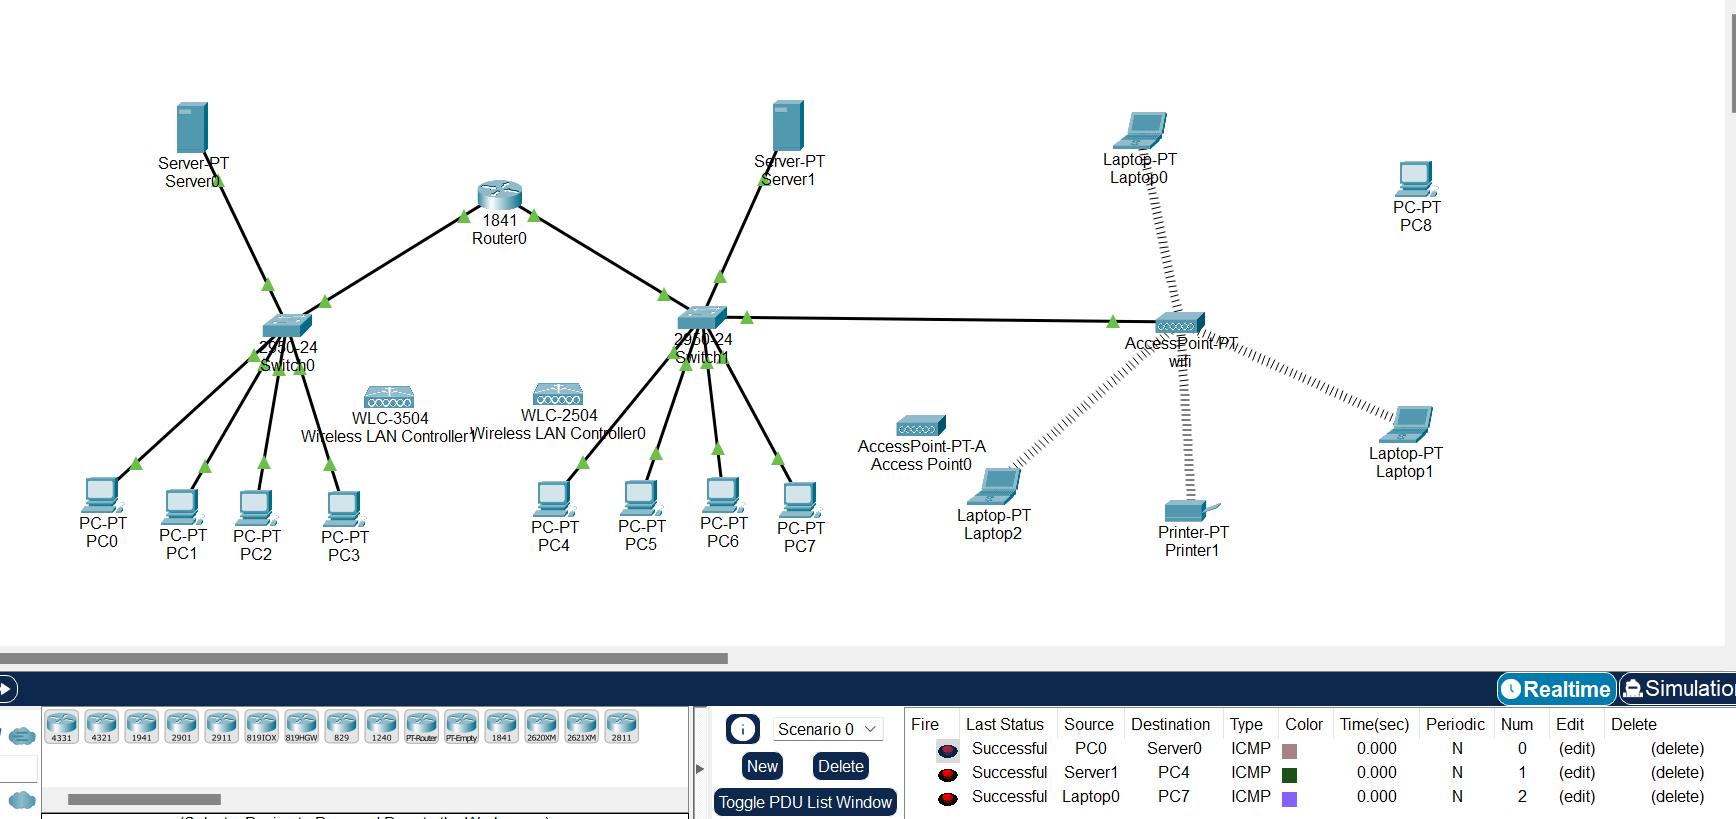 Server-PT
Server0
Server-PT
Server1
Laptop-PT
Laptop0
PC-PT
PC8
1841
Router0
2950-24
Switch0
2950-24
Switch1
AccessPoint-PT
wifi
WLC-3504
Wireless LAN Controller1
WLC-2504
Wireless LAN Controller0
AccessPoint-PT-A
Access Point0
Laptop-PT
Laptop1
Laptop-PT
Laptop2
Printer-PT
Printer1
PC-PT
PC0
PC-PT
PC1
PC-PT
PC2
PC-PT
PC3
PC-PT
PC4
PC-PT
PC5
PC-PT
PC6
PC-PT
PC7
Realtime
Simulation
4331 4321 1941 2901 2911 819IOX 819HGW 829 1240 PT-Router PT-Empty 1841 2620XM 2621XM 2811
Scenario 0
New Delete
Toggle PDU List Window
Fire Last Status Source Destination Type Color Time(sec) Periodic Num Edit Delete
Successful PC0 Server0 ICMP 0.000 N 0 (edit) (delete)
Successful Server1 PC4 ICMP 0.000 N 1 (edit) (delete)
Successful Laptop0 PC7 ICMP 0.000 N 2 (edit) (delete)